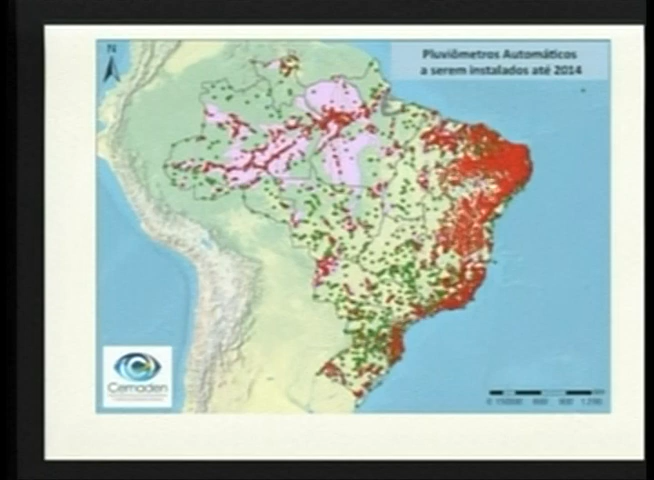 Pluviômetros Automáticos
a serem instalados até 2014
N
Cemaden